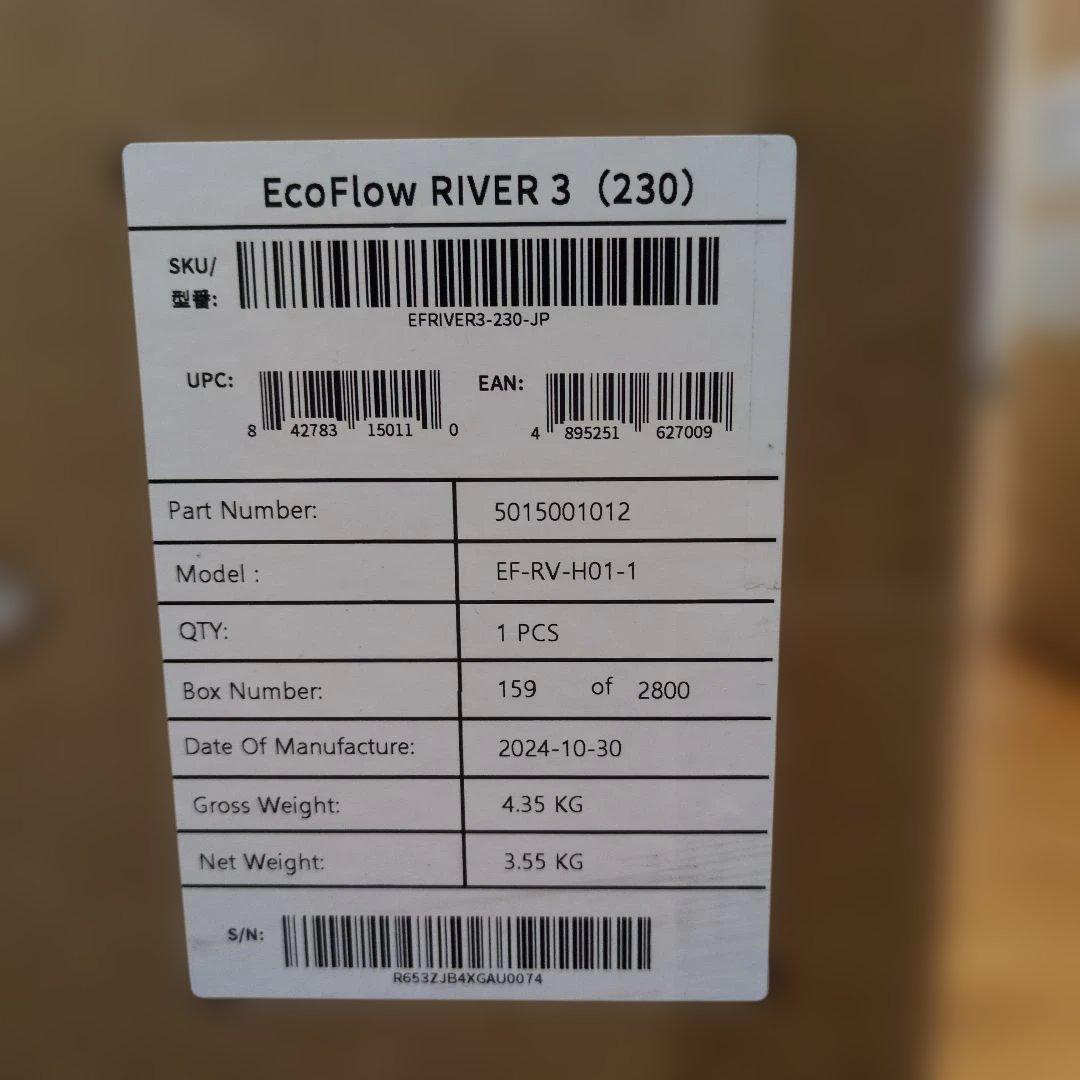 EcoFlow RIVER 3（230）
SKU/
型番:
EFRIVER3-230-JP
UPC: 8 42783 15011 0
EAN: 4 895251 627009
Part Number: 5015001012
Model : EF-RV-H01-1
QTY: 1 PCS
Box Number: 159 of 2800
Date Of Manufacture: 2024-10-30
Gross Weight: 4.35 KG
Net Weight: 3.55 KG
S/N:
R653ZJB4XGAU0074